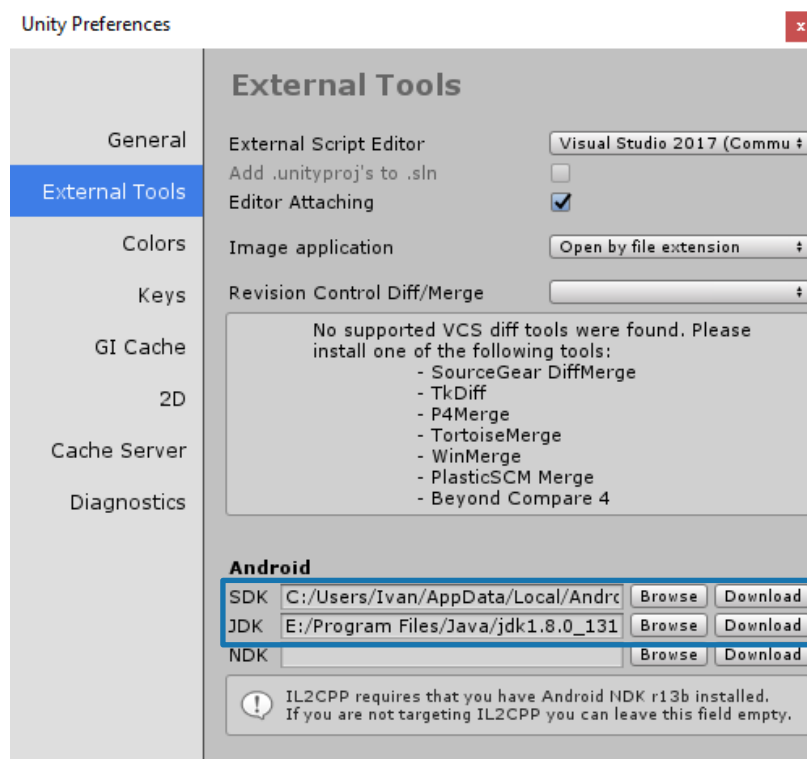 Unity Preferences
x
External Tools
General
External Tools
Colors
Keys
GI Cache
2D
Cache Server
Diagnostics
External Script Editor
Visual Studio 2017 (Commu
Add .unityproj's to .sln
Editor Attaching
Image application
Open by file extension
Revision Control Diff/Merge
No supported VCS diff tools were found. Please
install one of the following tools:
- SourceGear DiffMerge
- TkDiff
- P4Merge
- TortoiseMerge
- WinMerge
- PlasticSCM Merge
- Beyond Compare 4
Android
SDK C:/Users/Ivan/AppData/Local/Andro Browse Download
JDK E:/Program Files/Java/jdk1.8.0_131 Browse Download
NDK Browse Download
IL2CPP requires that you have Android NDK r13b installed.
If you are not targeting IL2CPP you can leave this field empty.